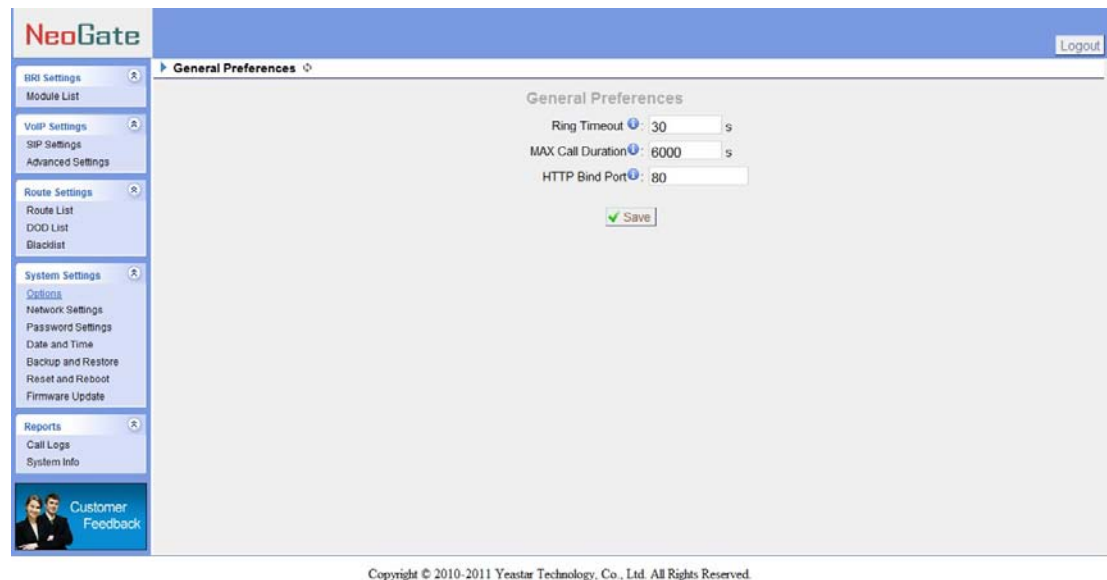 NeoGate
Logout
BRI Settings
Module List
VoIP Settings
SIP Settings
Advanced Settings
Route Settings
Route List
DOD List
Blacklist
System Settings
Options
Network Settings
Password Settings
Date and Time
Backup and Restore
Reset and Reboot
Firmware Update
Reports
Call Logs
System Info
Customer
Feedback
General Preferences
General Preferences
Ring Timeout i: 30 s
MAX Call Duration i: 6000 s
HTTP Bind Port i: 80
Save
Copyright © 2010-2011 Yeastar Technology, Co., Ltd. All Rights Reserved.